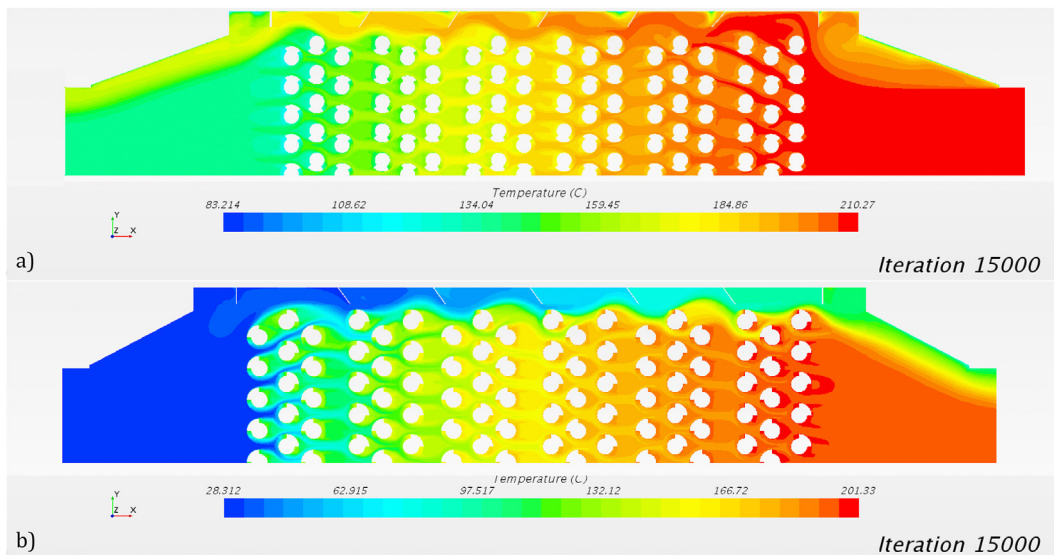 Temperature (C)
83.214 108.62 134.04 159.45 184.86 210.27
Y
Z X
a)
Iteration 15000
Temperature (C)
28.312 62.915 97.517 132.12 166.72 201.33
Y
Z X
b)
Iteration 15000